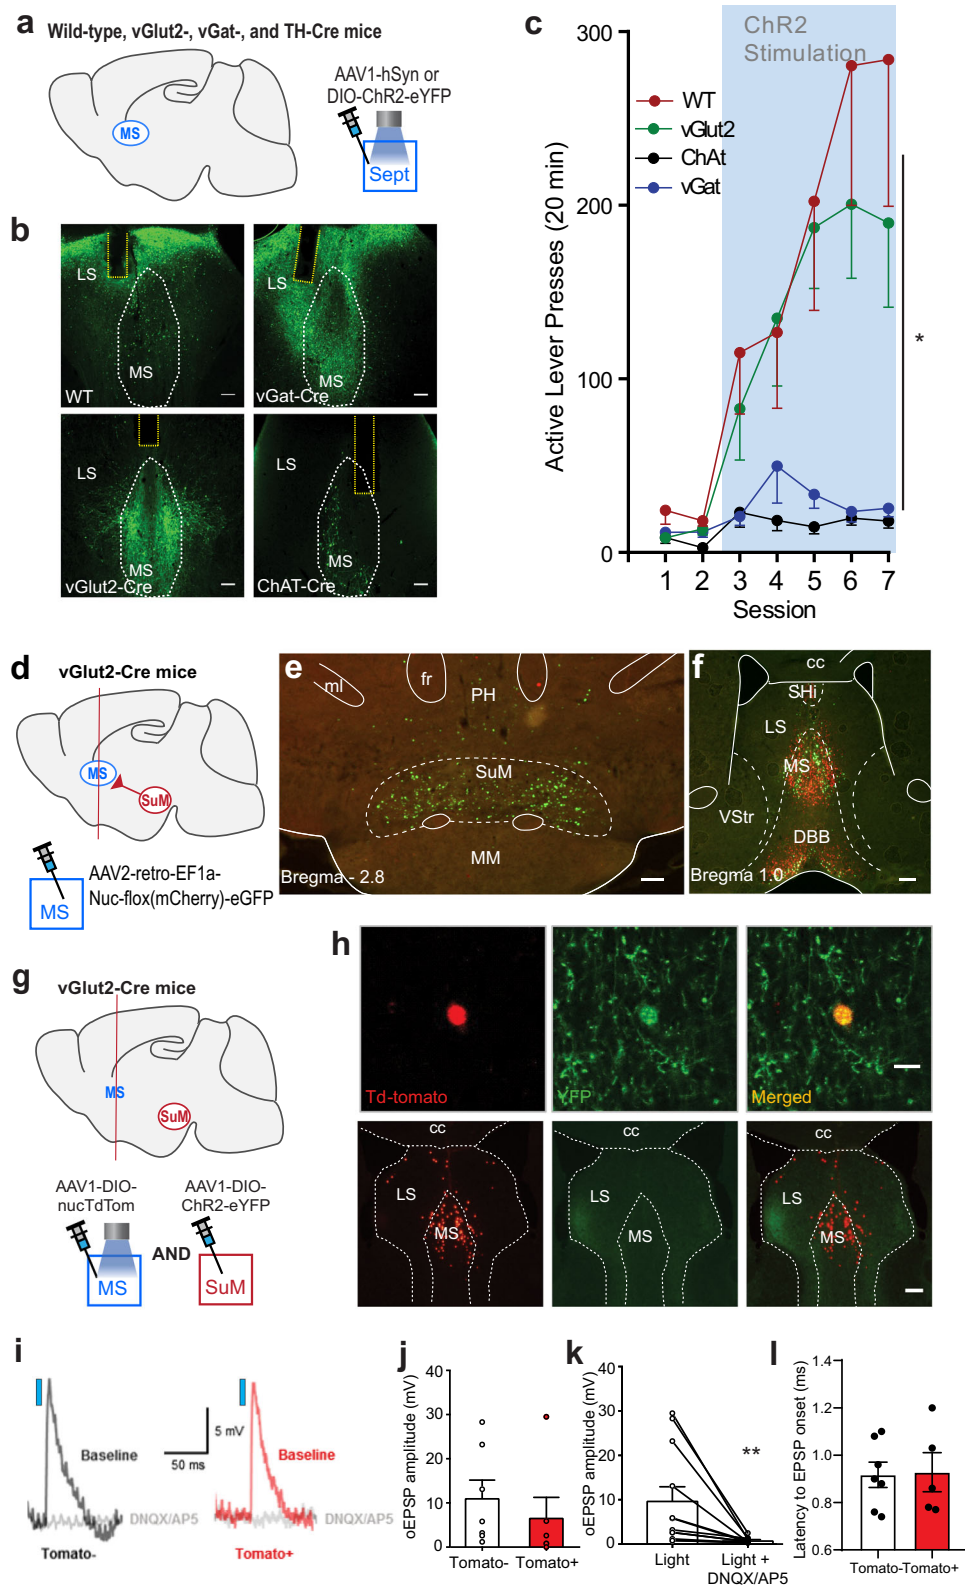 a
Wild-type, vGlut2-, vGat-, and TH-Cre mice
MS
AAV1-hSyn or
DIO-ChR2-eYFP
Sept
b
LS
MS
WT
LS
MS
vGat-Cre
LS
MS
vGlut2-Cre
LS
MS
ChAT-Cre
c
ChR2
Stimulation
WT
vGlut2
ChAt
vGat
Active Lever Presses (20 min)
300
200
100
0
*
1 2 3 4 5 6 7
Session
d
vGlut2-Cre mice
MS
SuM
AAV2-retro-EF1a-
Nuc-flox(mCherry)-eGFP
MS
e
ml
fr
PH
SuM
MM
Bregma - 2.8
f
cc
SHi
LS
MS
VStr
DBB
Bregma 1.0
g
vGlut2-Cre mice
MS
SuM
AAV1-DIO-
nucTdTom
AAV1-DIO-
ChR2-eYFP
MS
AND
SuM
h
Td-tomato
YFP
Merged
cc
LS
MS
LS
MS
cc
LS
MS
i
Baseline
DNQX/AP5
Tomato-
5 mV
50 ms
Baseline
DNQX/AP5
Tomato+
j
oEPSP amplitude (mV)
40
30
20
10
0
Tomato- Tomato+
k
oEPSP amplitude (mV)
40
30
20
10
0
**
Light
Light +
DNQX/AP5
l
Latency to EPSP onset (ms)
1.4
1.2
1.0
0.8
0.6
Tomato-Tomato+